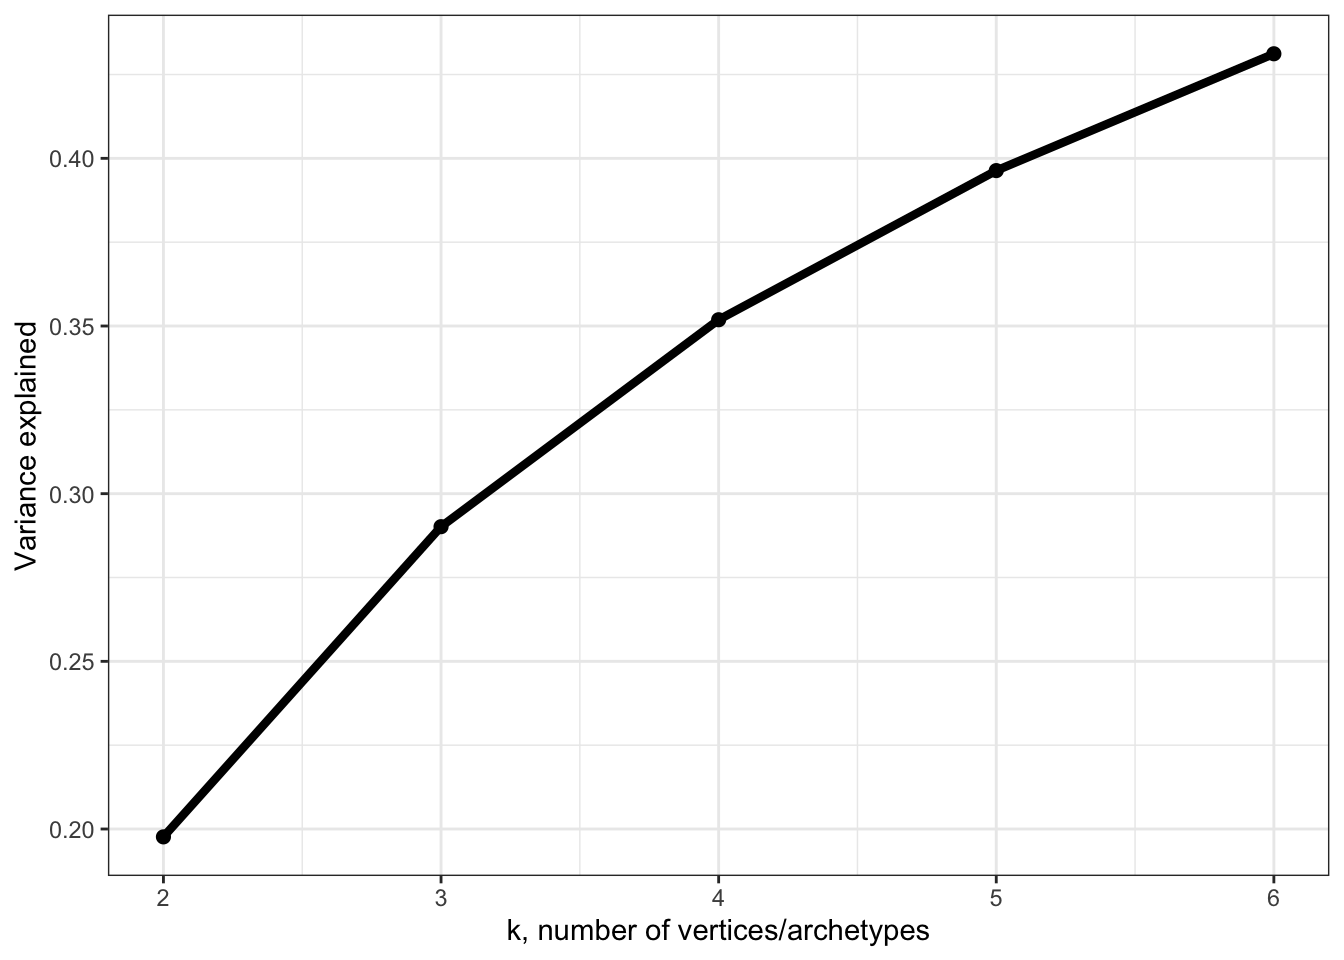 Variance explained
0.40
0.35
0.30
0.25
0.20
2 3 4 5 6
k, number of vertices/archetypes